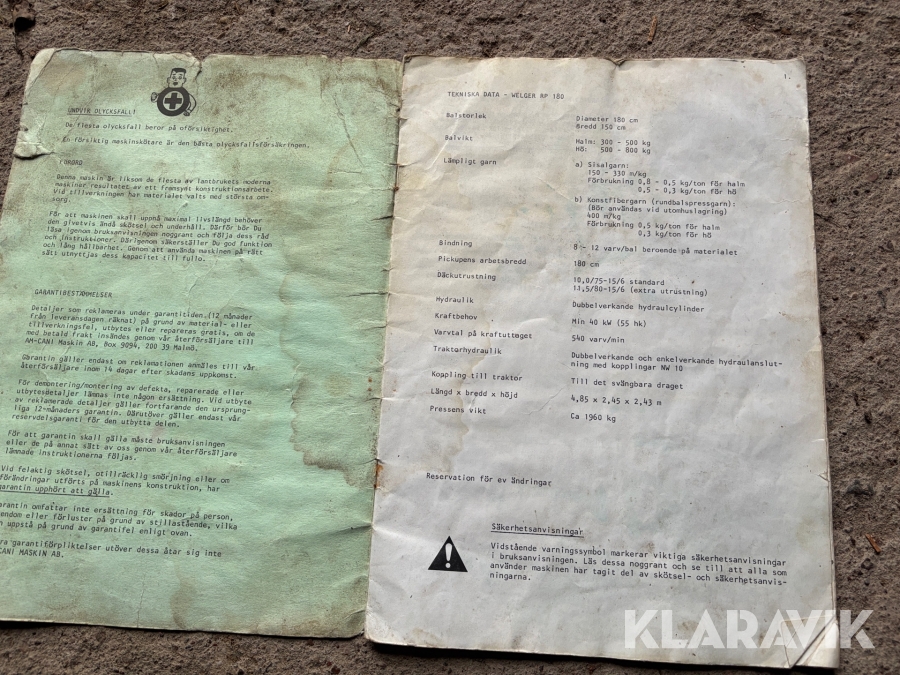 UNDVIK OLYCKSFALL!
De flesta olycksfall beror på oförsiktighet.
En försiktig maskinskötare är den bästa olycksfallsförsäkringen.
FÖRORD
Denna maskin är liksom de flesta av lantbrukets moderna
maskiner resultatet av ett framsynt konstruktionsarbete.
Vid tillverkningen har materialet valts med största om-
sorg.
För att maskinen skall uppnå maximal livslängd behöver
den givetvis ändå skötsel och underhåll. Därför bör Du
läsa igenom bruksanvisningen noggrant och följa dess råd
och instruktioner. Därigenom säkerställer Du god funktion
och lång hållbarhet. Genom att använda maskinen på rätt
sätt utnyttjas dess kapacitet till fullo.
GARANTIBESTÄMMELSER
Detaljer som reklameras under garantitiden (12 månader
från leveransdagen räknat) på grund av material- eller
tillverkningsfel, utbytes eller repareras gratis, om de
med betald frakt insändes genom vår återförsäljare till
AM-CANI Maskin AB, Box 9094, 200 39 Malmö.
Garantin gäller endast om reklamationen anmäles till vår
återförsäljare inom 14 dagar efter skadans uppkomst.
För demontering/montering av defekta, reparerade eller
utbytesdetaljer lämnas inte någon ersättning. Vid utbyte
av reklamerade detaljer gäller fortfarande den ursprung-
liga 12-månaders garantin. Därutöver gäller endast vår
reservdelsgaranti för den utbytta delen.
För att garantin skall gälla måste bruksanvisningen
eller de på annat sätt av oss genom vår återförsäljare
lämnade instruktionerna följas.
Vid felaktig skötsel, otillräcklig smörjning eller om
förändringar utförts på maskinens konstruktion, har
garantin upphört att gälla.
arantin omfattar inte ersättning för skador på person,
endom eller förluster på grund av stillastående, vilka
n uppstå på grund av garantifel enligt ovan.
ra garantiförpliktelser utöver dessa åtar sig inte
CANI MASKIN AB.
1.
TEKNISKA DATA - WELGER RP 180
Balstorlek Diameter 180 cm
Bredd 150 cm
Balvikt Halm: 300 - 500 kg
Hö: 500 - 800 kg
Lämpligt garn a) Sisalgarn:
150 - 330 m/kg
Förbrukning 0,8 - 0,5 kg/ton för halm
0,5 - 0,3 kg/ton för hö
b) Konstfibergarn (rundbalspressgarn):
(Bör användas vid utomhuslagring)
400 m/kg
Förbrukning 0,5 kg/ton för halm
0,3 kg/ton för hö
Bindning 8 - 12 varv/bal beroende på materialet
Pickupens arbetsbredd 180 cm
Däckutrustning 10,0/75-15/6 standard
11,5/80-15/6 (extra utrustning)
Hydraulik Dubbelverkande hydraulcylinder
Kraftbehov Min 40 kW (55 hk)
Varvtal på kraftuttaget 540 varv/min
Traktorhydraulik Dubbelverkande och enkelverkande hydraulanslut-
ning med kopplingar NW 10
Koppling till traktor Till det svängbara draget
Längd x bredd x höjd 4,85 x 2,45 x 2,43 m
Pressens vikt Ca 1960 kg
Reservation för ev ändringar
Säkerhetsanvisningar
Vidstående varningssymbol markerar viktiga säkerhetsanvisningar
i bruksanvisningen. Läs dessa noggrant och se till att alla som
använder maskinen har tagit del av skötsel- och säkerhetsanvis-
ningarna.
KLARAVIK